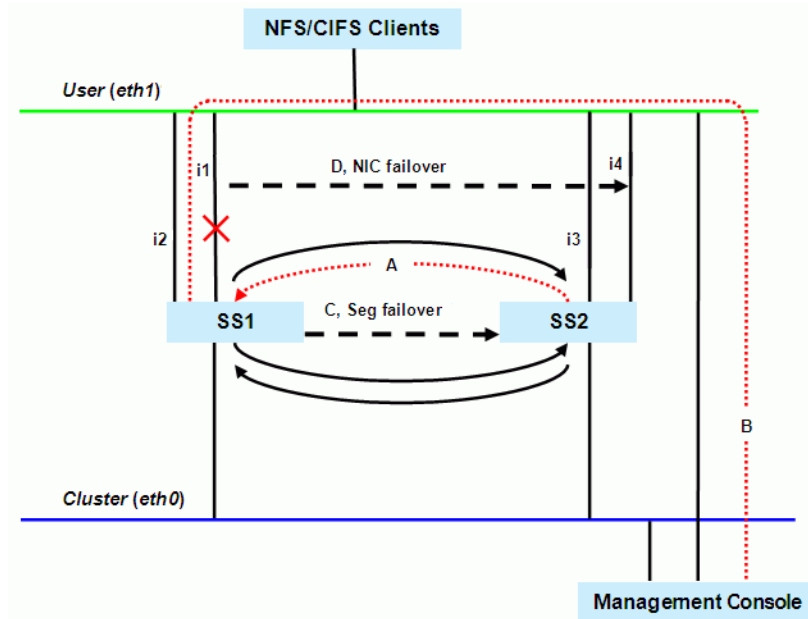 NFS/CIFS Clients
User (eth1)
i1
D, NIC failover
i4
i2
i3
A
SS1
C, Seg failover
SS2
B
Cluster (eth0)
Management Console